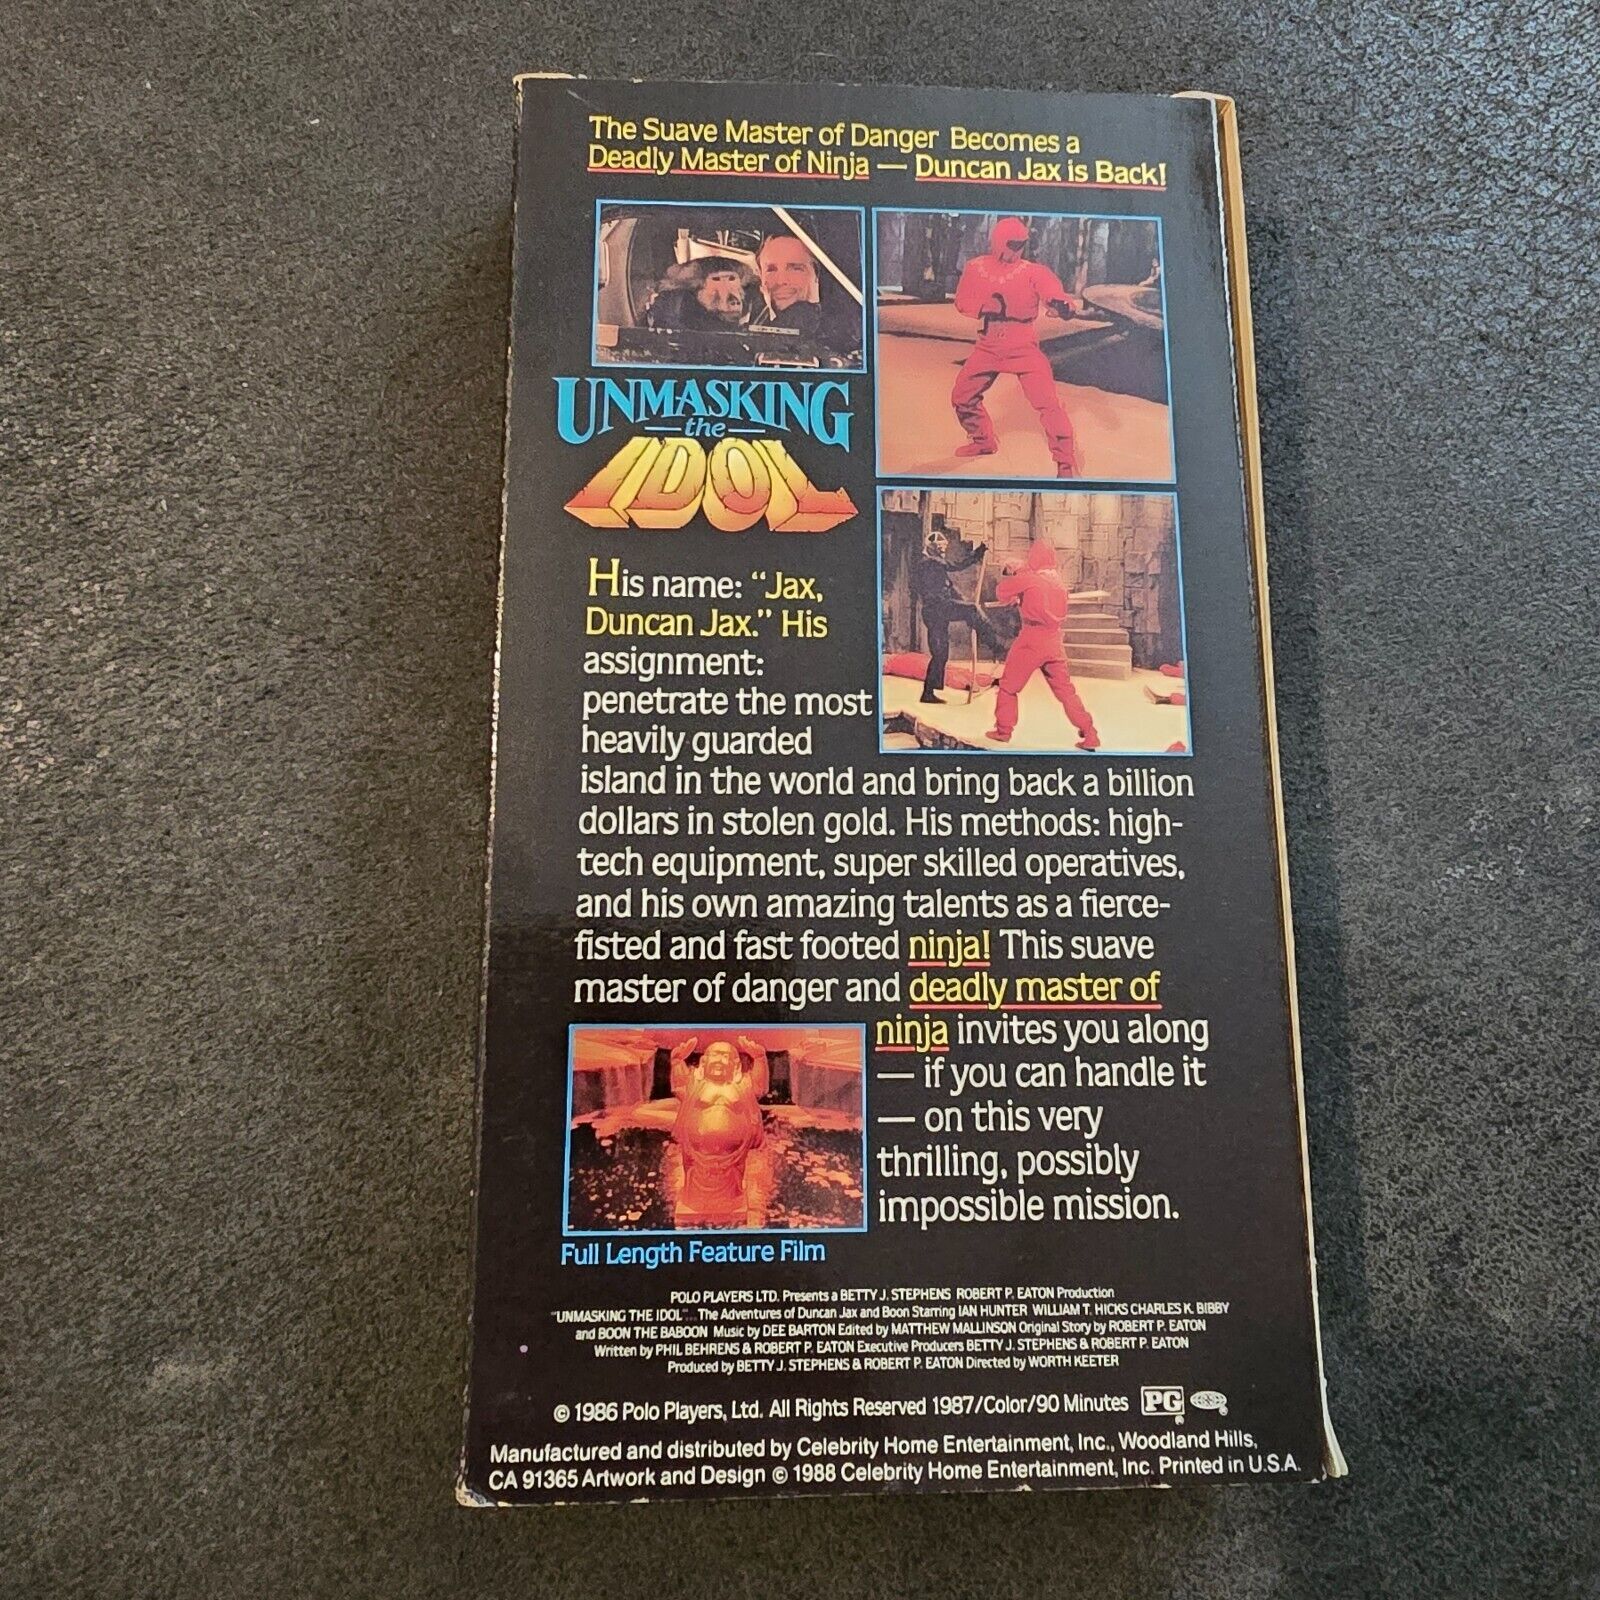 The Suave Master of Danger Becomes a
Deadly Master of Ninja — Duncan Jax is Back!
UNMASKING
the
IDOL
His name: “Jax,
Duncan Jax.” His
assignment:
penetrate the most
heavily guarded
island in the world and bring back a billion
dollars in stolen gold. His methods: high-
tech equipment, super skilled operatives,
and his own amazing talents as a fierce-
fisted and fast footed ninja! This suave
master of danger and deadly master of
ninja invites you along
— if you can handle it
— on this very
thrilling, possibly
impossible mission.
Full Length Feature Film
POLO PLAYERS LTD. Presents a BETTY J. STEPHENS ROBERT P. EATON Production
"UNMASKING THE IDOL"...The Adventures of Duncan Jax and Boon Starring IAN HUNTER WILLIAM T. HICKS CHARLES K. BIBBY
and BOON THE BABOON Music by DEE BARTON Edited by MATTHEW MALLINSON Original Story by ROBERT P. EATON
Written by PHIL BEHRENS & ROBERT P. EATON Executive Producers BETTY J. STEPHENS & ROBERT P. EATON
Produced by BETTY J. STEPHENS & ROBERT P. EATON Directed by WORTH KEETER
© 1986 Polo Players, Ltd. All Rights Reserved 1987/Color/90 Minutes PG
Manufactured and distributed by Celebrity Home Entertainment, Inc., Woodland Hills,
CA 91365 Artwork and Design © 1988 Celebrity Home Entertainment, Inc. Printed in U.S.A.